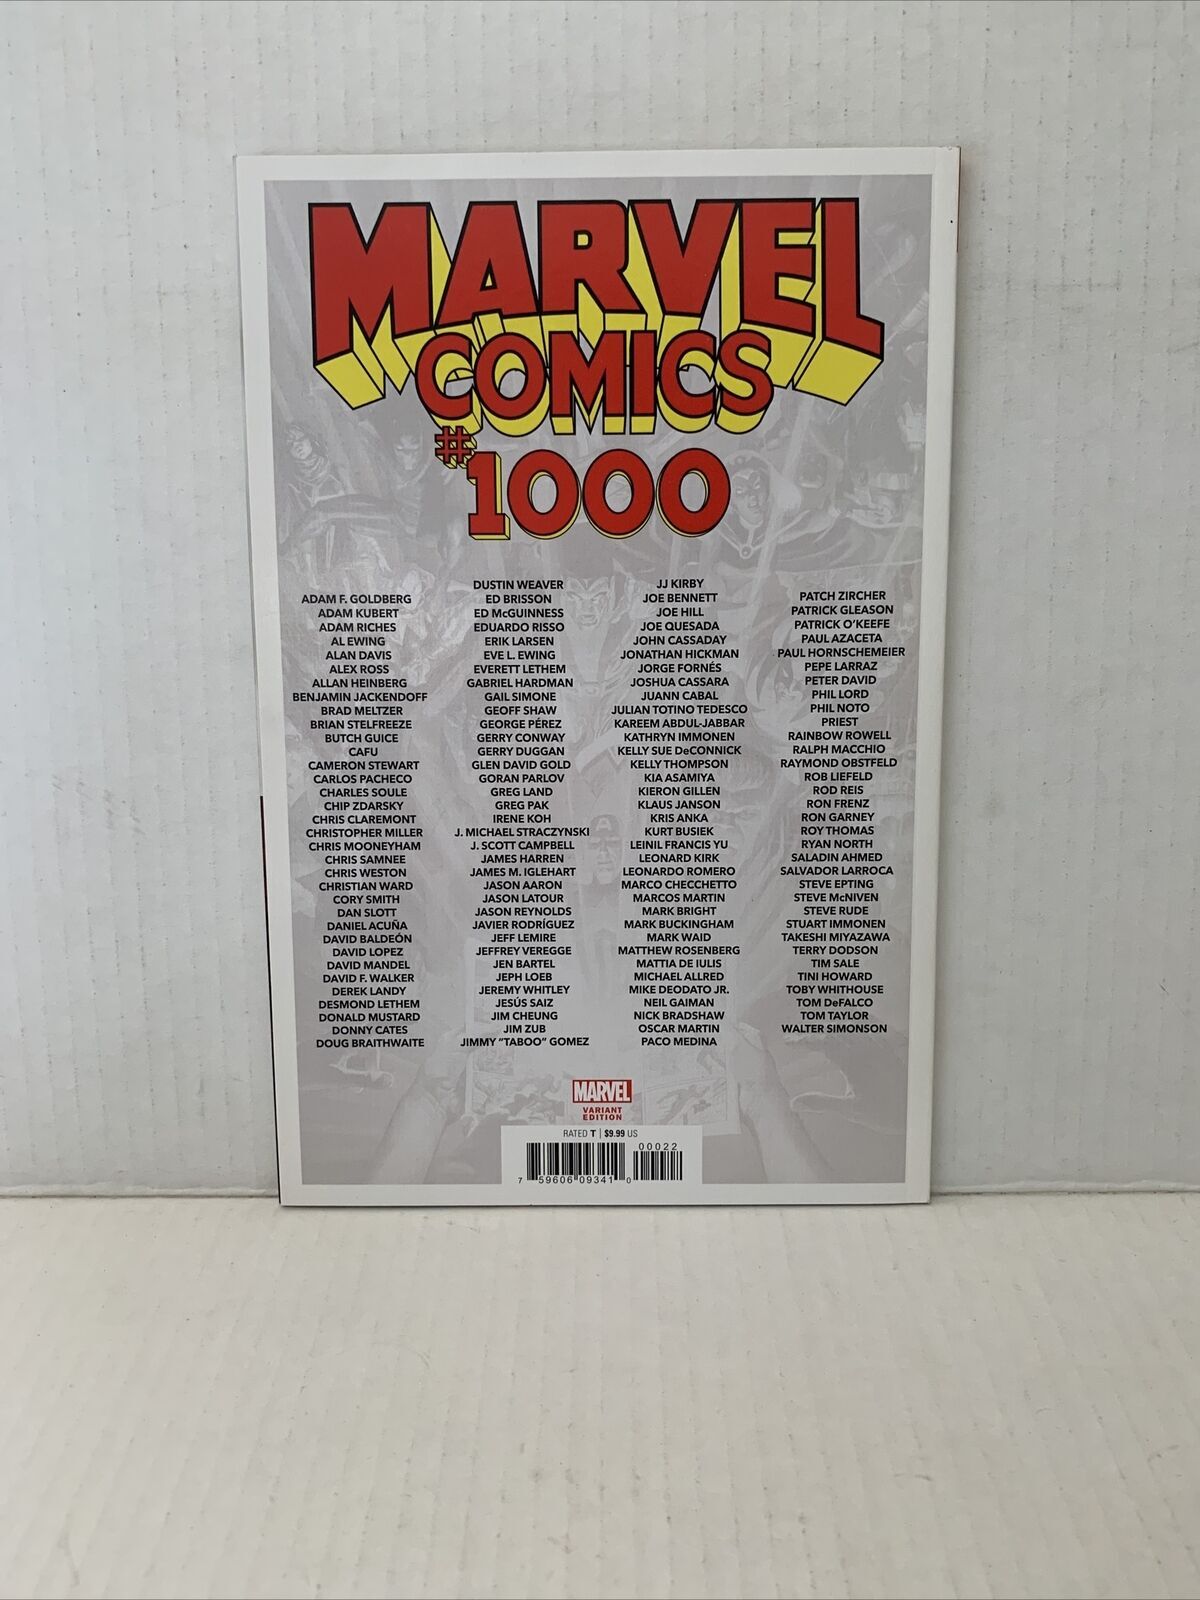 MARVEL
COMICS
#1000
ADAM F. GOLDBERG
ADAM KUBERT
ADAM RICHES
AL EWING
ALAN DAVIS
ALEX ROSS
ALLAN HEINBERG
BENJAMIN JACKENDOFF
BRAD MELTZER
BRIAN STELFREEZE
BUTCH GUICE
CAFU
CAMERON STEWART
CARLOS PACHECO
CHARLES SOULE
CHIP ZDARSKY
CHRIS CLAREMONT
CHRISTOPHER MILLER
CHRIS MOONEYHAM
CHRIS SAMNEE
CHRIS WESTON
CHRISTIAN WARD
CORY SMITH
DAN SLOTT
DANIEL ACUÑA
DAVID BALDEÓN
DAVID LOPEZ
DAVID MANDEL
DAVID F. WALKER
DEREK LANDY
DESMOND LETHEM
DONALD MUSTARD
DONNY CATES
DOUG BRAITHWAITE
DUSTIN WEAVER
ED BRISSON
ED McGUINNESS
EDUARDO RISSO
ERIK LARSEN
EVE L. EWING
EVERETT LETHEM
GABRIEL HARDMAN
GAIL SIMONE
GEOFF SHAW
GEORGE PÉREZ
GERRY CONWAY
GERRY DUGGAN
GLEN DAVID GOLD
GORAN PARLOV
GREG LAND
GREG PAK
IRENE KOH
J. MICHAEL STRACZYNSKI
J. SCOTT CAMPBELL
JAMES HARREN
JAMES M. IGLEHART
JASON AARON
JASON LATOUR
JASON REYNOLDS
JAVIER RODRÍGUEZ
JEFF LEMIRE
JEFFREY VEREGGE
JEN BARTEL
JEPH LOEB
JEREMY WHITLEY
JESÚS SAIZ
JIM CHEUNG
JIM ZUB
JIMMY "TABOO" GOMEZ
JJ KIRBY
JOE BENNETT
JOE HILL
JOE QUESADA
JOHN CASSADAY
JONATHAN HICKMAN
JORGE FORNÉS
JOSHUA CASSARA
JUANN CABAL
JULIAN TOTINO TEDESCO
KAREEM ABDUL-JABBAR
KATHRYN IMMONEN
KELLY SUE DeCONNICK
KELLY THOMPSON
KIA ASAMIYA
KIERON GILLEN
KLAUS JANSON
KRIS ANKA
KURT BUSIEK
LEINIL FRANCIS YU
LEONARD KIRK
LEONARDO ROMERO
MARCO CHECCHETTO
MARCOS MARTIN
MARK BRIGHT
MARK BUCKINGHAM
MARK WAID
MATTHEW ROSENBERG
MATTIA DE IULIS
MICHAEL ALLRED
MIKE DEODATO JR.
NEIL GAIMAN
NICK BRADSHAW
OSCAR MARTIN
PACO MEDINA
PATCH ZIRCHER
PATRICK GLEASON
PATRICK O'KEEFE
PAUL AZACETA
PAUL HORNSCHEMEIER
PEPE LARRAZ
PETER DAVID
PHIL LORD
PHIL NOTO
PRIEST
RAINBOW ROWELL
RALPH MACCHIO
RAYMOND OBSTFELD
ROB LIEFELD
ROD REIS
RON FRENZ
RON GARNEY
ROY THOMAS
RYAN NORTH
SALADIN AHMED
SALVADOR LARROCA
STEVE EPTING
STEVE McNIVEN
STEVE RUDE
STUART IMMONEN
TAKESHI MIYAZAWA
TERRY DODSON
TIM SALE
TINI HOWARD
TOBY WHITHOUSE
TOM DeFALCO
TOM TAYLOR
WALTER SIMONSON
MARVEL
VARIANT
EDITION
RATED T | $9.99 US
00022
7 59606 09341 0